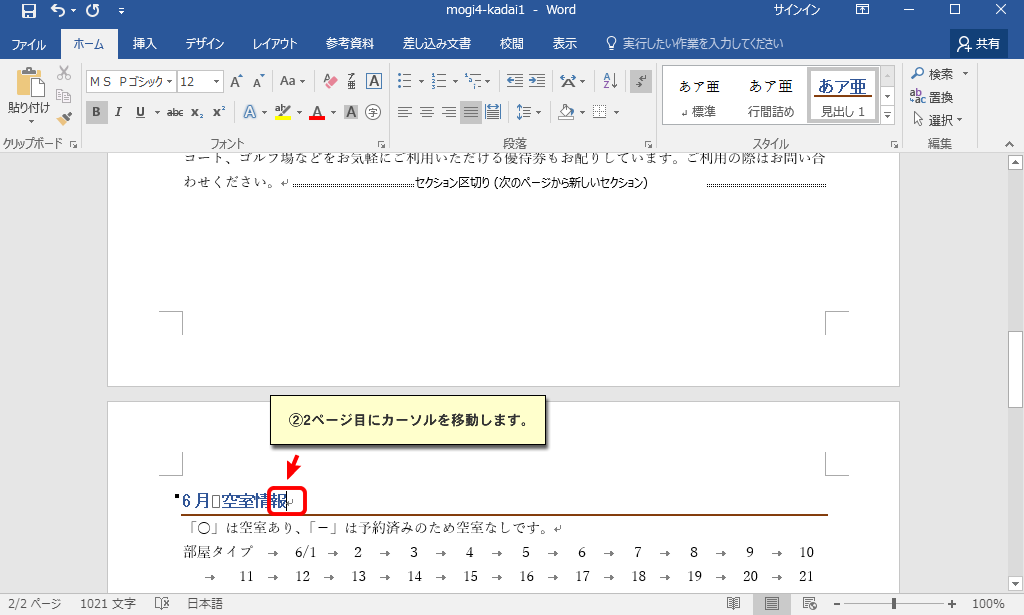 mogi4-kadai1 - Word
サインイン
ファイル ホーム 挿入 デザイン レイアウト 参考資料 差し込み文書 校閲 表示 実行したい作業を入力してください 共有
貼り付け
ＭＳ Ｐゴシック 12 A A Aa ア亜 A
B I U abc x₂ x² A ab A A 字
あア亜 あア亜 あア亜
↲ 標準 行間詰め 見出し 1
検索
置換
選択
クリップボード フォント 段落 スタイル 編集
コート、ゴルフ場などをお気軽にご利用いただける優待券もお配りしています。ご利用の際はお問い合
わせください。↵ セクション区切り (次のページから新しいセクション)
②2ページ目にカーソルを移動します。
6 月□空室情報
「○」は空室あり、「－」は予約済みのため空室なしです。↵
部屋タイプ → 6/1 → 2 → 3 → 4 → 5 → 6 → 7 → 8 → 9 → 10
→ 11 → 12 → 13 → 14 → 15 → 16 → 17 → 18 → 19 → 20 → 21
2/2 ページ 1021 文字 日本語 100%